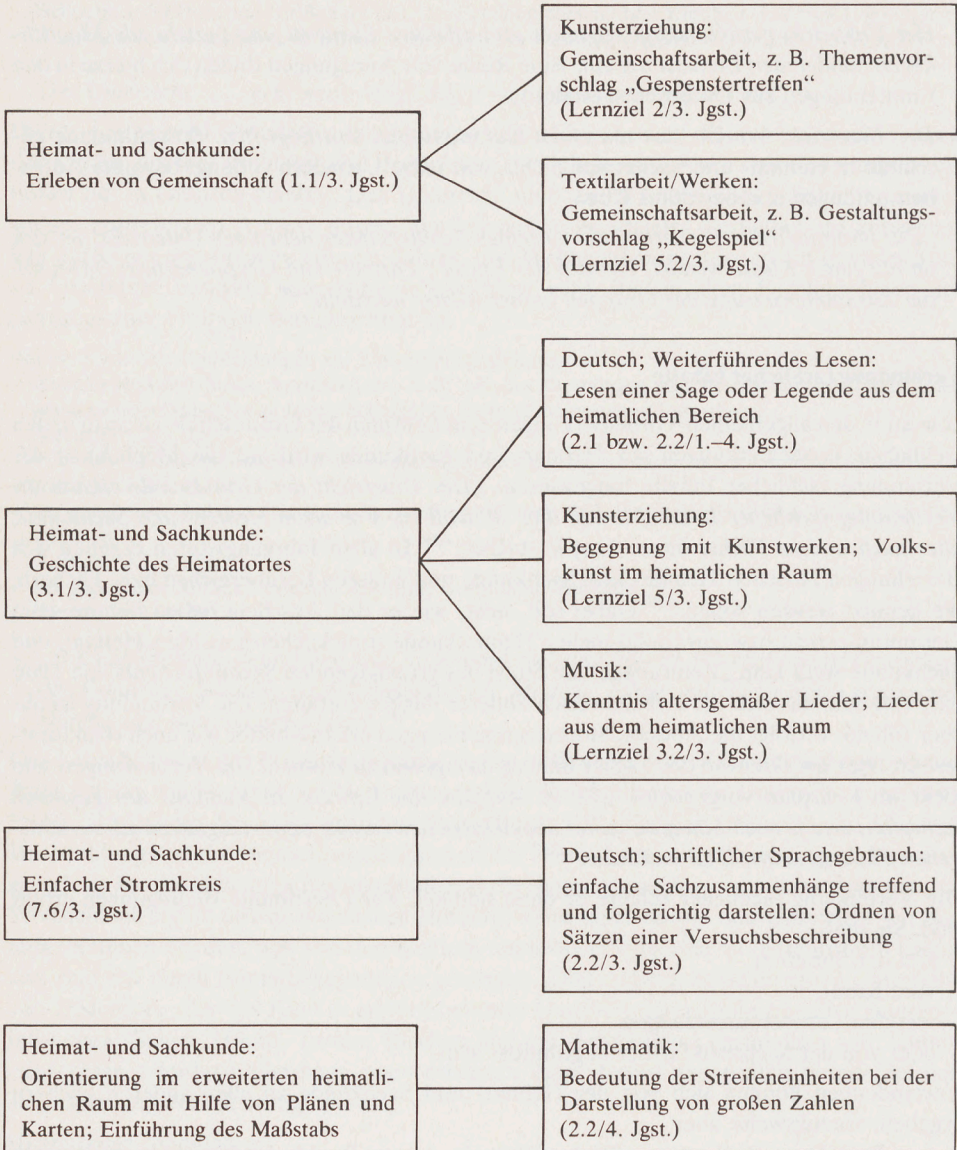 Heimat- und Sachkunde:
Erleben von Gemeinschaft (1.1/3. Jgst.)
Kunsterziehung:
Gemeinschaftsarbeit, z. B. Themenvor-
schlag „Gespenstertreffen“
(Lernziel 2/3. Jgst.)
Textilarbeit/Werken:
Gemeinschaftsarbeit, z. B. Gestaltungs-
vorschlag „Kegelspiel“
(Lernziel 5.2/3. Jgst.)
Heimat- und Sachkunde:
Geschichte des Heimatortes
(3.1/3. Jgst.)
Deutsch; Weiterführendes Lesen:
Lesen einer Sage oder Legende aus dem
heimatlichen Bereich
(2.1 bzw. 2.2/1.–4. Jgst.)
Kunsterziehung:
Begegnung mit Kunstwerken; Volks-
kunst im heimatlichen Raum
(Lernziel 5/3. Jgst.)
Musik:
Kenntnis altersgemäßer Lieder; Lieder
aus dem heimatlichen Raum
(Lernziel 3.2/3. Jgst.)
Heimat- und Sachkunde:
Einfacher Stromkreis
(7.6/3. Jgst.)
Deutsch; schriftlicher Sprachgebrauch:
einfache Sachzusammenhänge treffend
und folgerichtig darstellen: Ordnen von
Sätzen einer Versuchsbeschreibung
(2.2/3. Jgst.)
Heimat- und Sachkunde:
Orientierung im erweiterten heimatli-
chen Raum mit Hilfe von Plänen und
Karten; Einführung des Maßstabs
Mathematik:
Bedeutung der Streifeneinheiten bei der
Darstellung von großen Zahlen
(2.2/4. Jgst.)